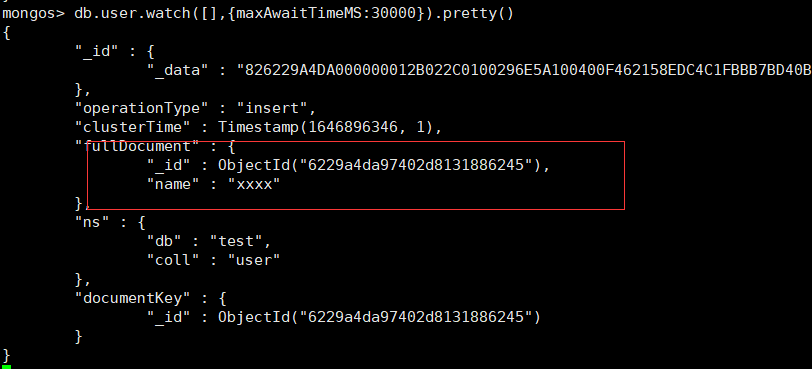 mongos> db.user.watch([],{maxAwaitTimeMS:30000}).pretty()
{
"_id" : {
"_data" : "826229A4DA000000012B022C0100296E5A100400F462158EDC4C1FBBB7BD40B
},
"operationType" : "insert",
"clusterTime" : Timestamp(1646896346, 1),
"fullDocument" : {
"_id" : ObjectId("6229a4da97402d8131886245"),
"name" : "xxxx"
},
"ns" : {
"db" : "test",
"coll" : "user"
},
"documentKey" : {
"_id" : ObjectId("6229a4da97402d8131886245")
}
}